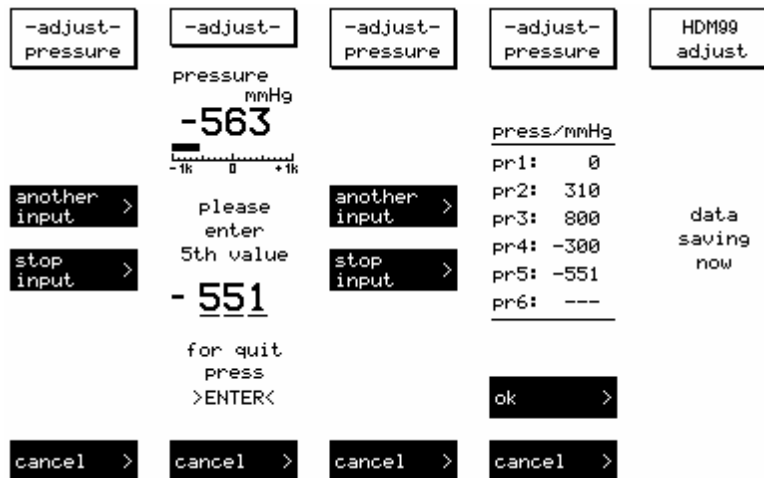 -adjust-
pressure
another
input >
stop
input >
cancel >
-adjust-
pressure
mmHg
-563
-1k 0 +1k
please
enter
5th value
-551
for quit
press
>ENTER<
cancel >
-adjust-
pressure
another
input >
stop
input >
cancel >
-adjust-
pressure
press/mmHg
pr1: 0
pr2: 310
pr3: 800
pr4: -300
pr5: -551
pr6: ---
ok >
cancel >
HDM99
adjust
data
saving
now